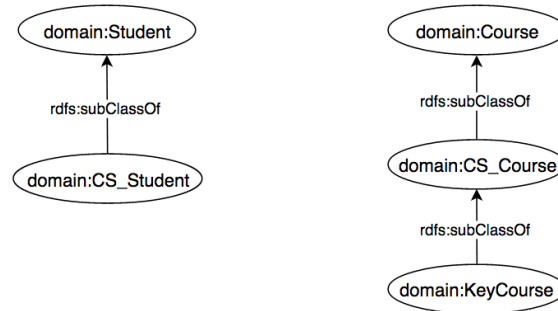 domain:Student
domain:Course
rdfs:subClassOf
rdfs:subClassOf
domain:CS_Student
domain:CS_Course
rdfs:subClassOf
domain:KeyCourse